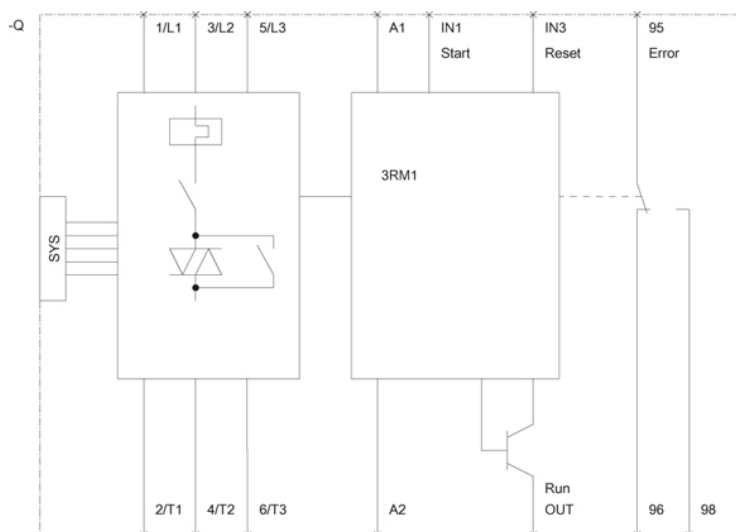 -Q
1/L1 3/L2 5/L3 A1 IN1 IN3 95
Start Reset Error
3RM1
SYS
Run
2/T1 4/T2 6/T3 A2 OUT 96 98